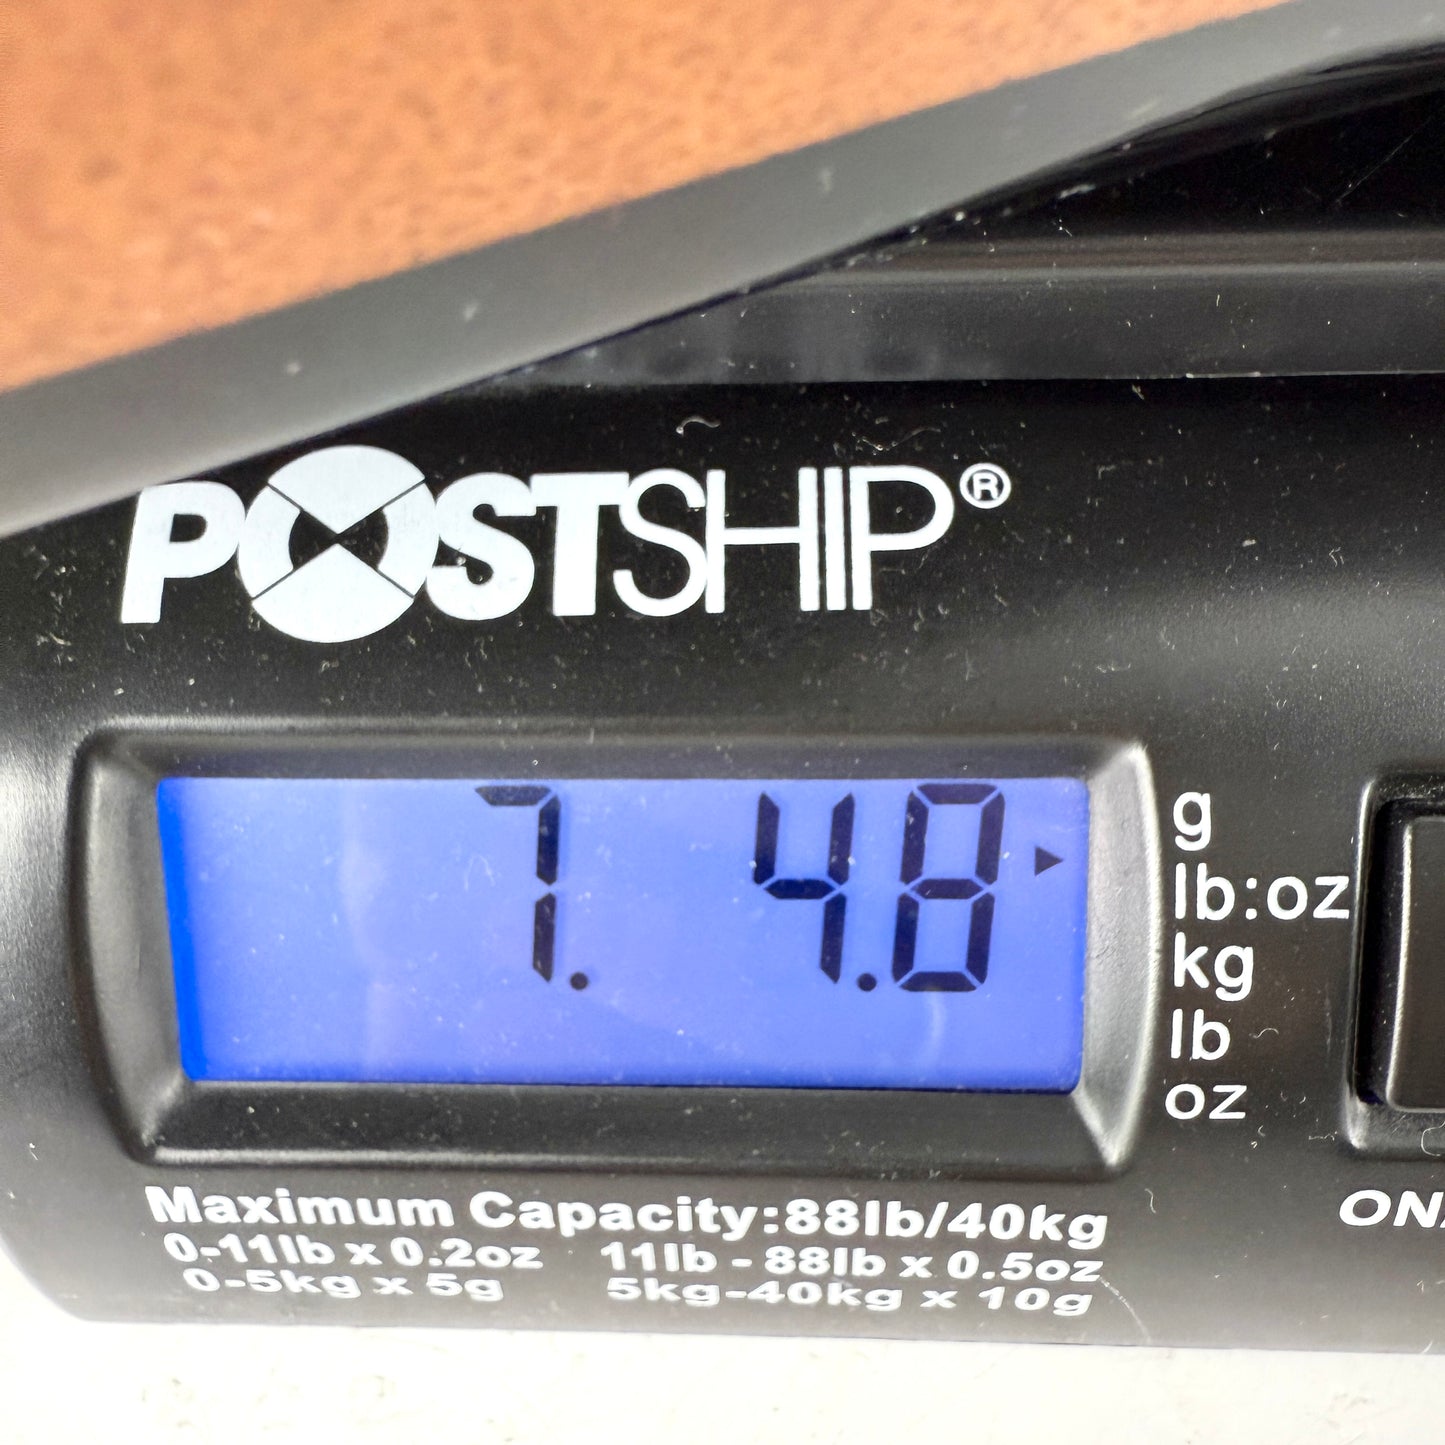 POSTSHIP®
7. 4.8
g
lb:oz
kg
lb
oz
Maximum Capacity:88lb/40kg
0-11lb x 0.2oz 11lb - 88lb x 0.5oz
0-5kg x 5g 5kg-40kg x 10g